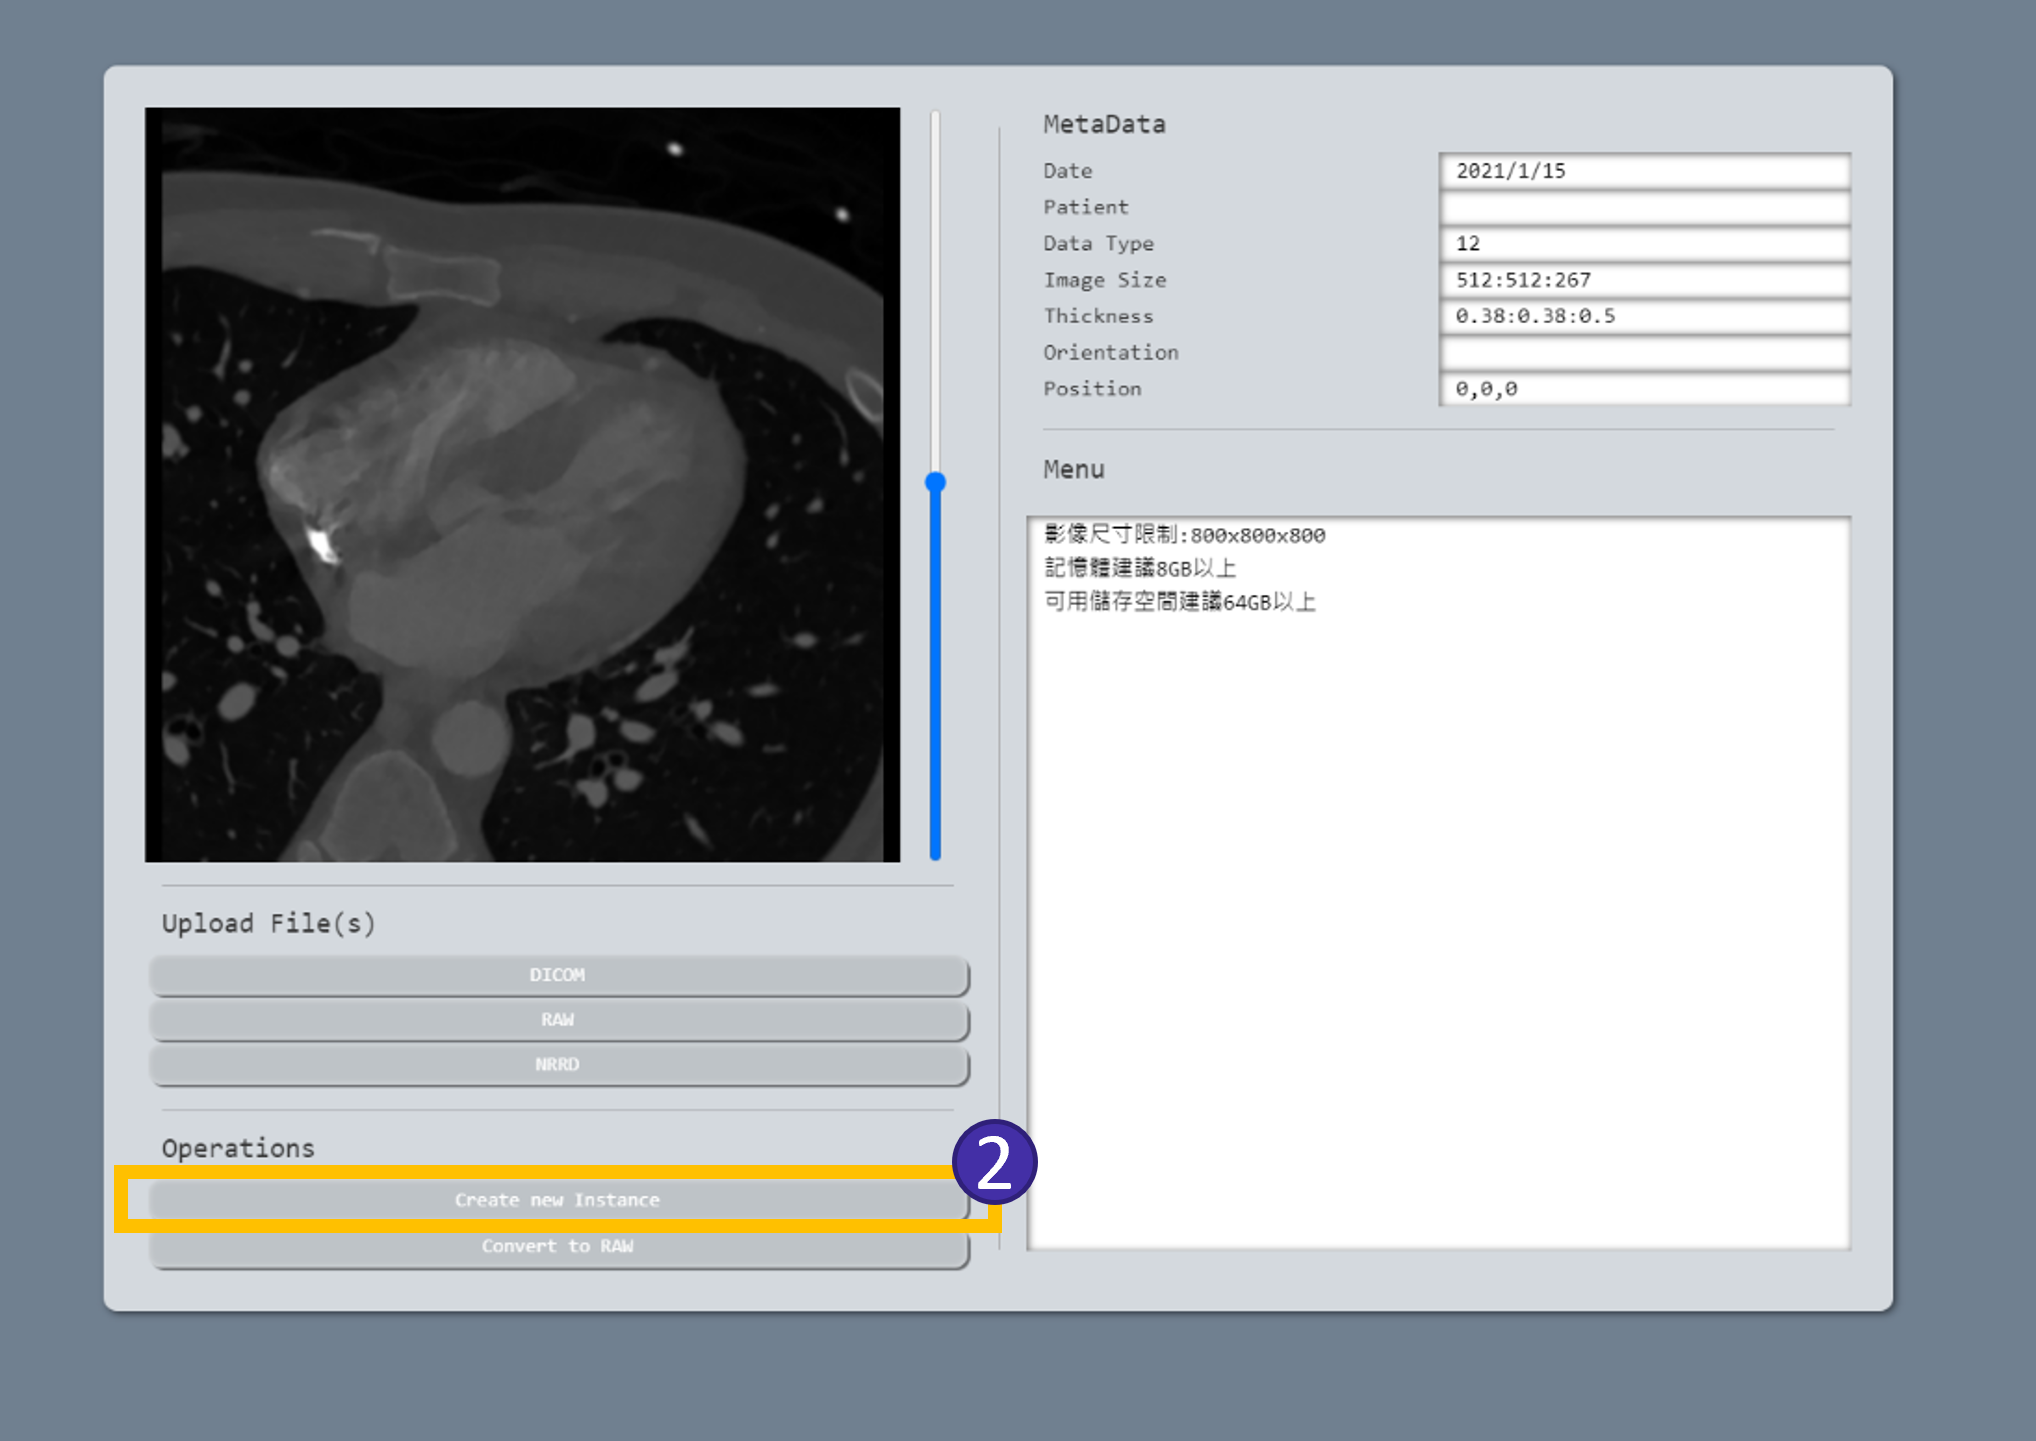 MetaData
Date 2021/1/15
Patient
Data Type 12
Image Size 512:512:267
Thickness 0.38:0.38:0.5
Orientation
Position 0,0,0
Menu
影像尺寸限制:800x800x800
記憶體建議8GB以上
可用儲存空間建議64GB以上
Upload File(s)
DICOM
RAW
NRRD
Operations
2
Create new Instance
Convert to RAW